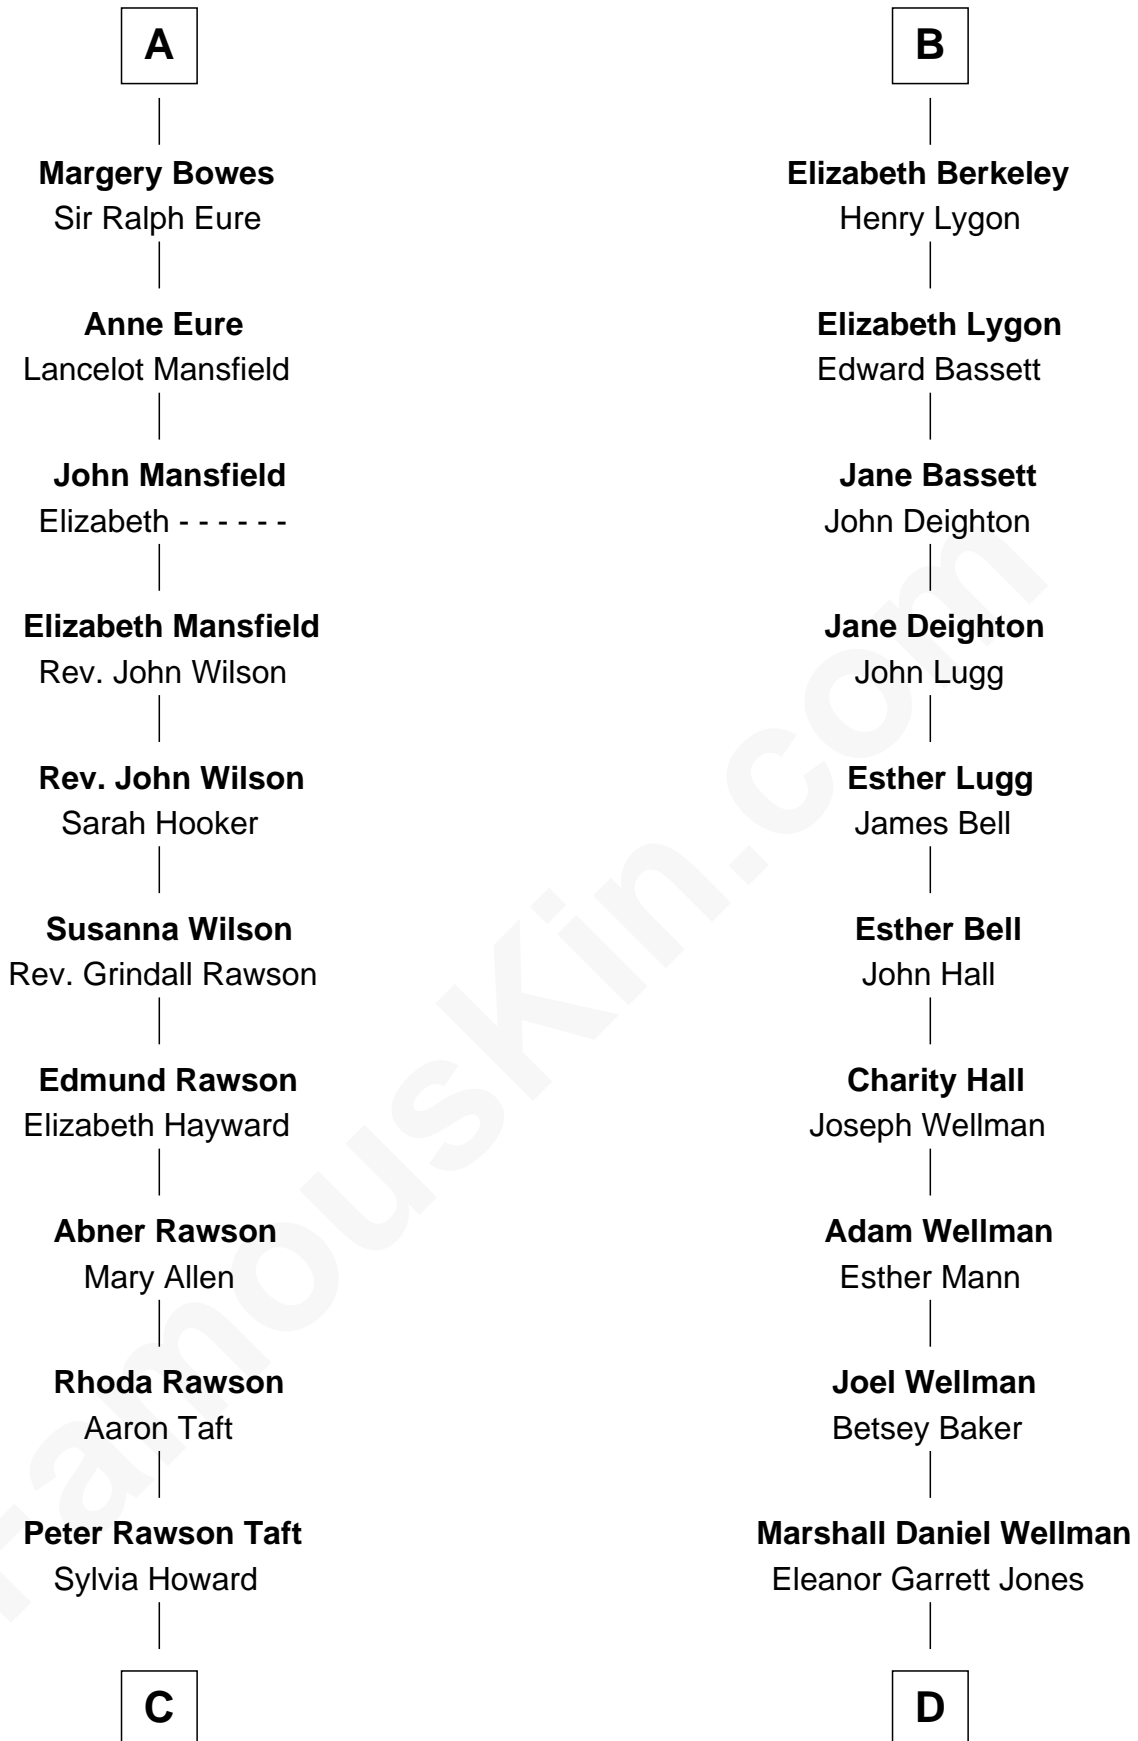 A
Margery Bowes
Sir Ralph Eure
Anne Eure
Lancelot Mansfield
John Mansfield
Elizabeth - - - - - -
Elizabeth Mansfield
Rev. John Wilson
Rev. John Wilson
Sarah Hooker
Susanna Wilson
Rev. Grindall Rawson
Edmund Rawson
Elizabeth Hayward
Abner Rawson
Mary Allen
Rhoda Rawson
Aaron Taft
Peter Rawson Taft
Sylvia Howard
C
B
Elizabeth Berkeley
Henry Lygon
Elizabeth Lygon
Edward Bassett
Jane Bassett
John Deighton
Jane Deighton
John Lugg
Esther Lugg
James Bell
Esther Bell
John Hall
Charity Hall
Joseph Wellman
Adam Wellman
Esther Mann
Joel Wellman
Betsey Baker
Marshall Daniel Wellman
Eleanor Garrett Jones
D
FamousKin.com